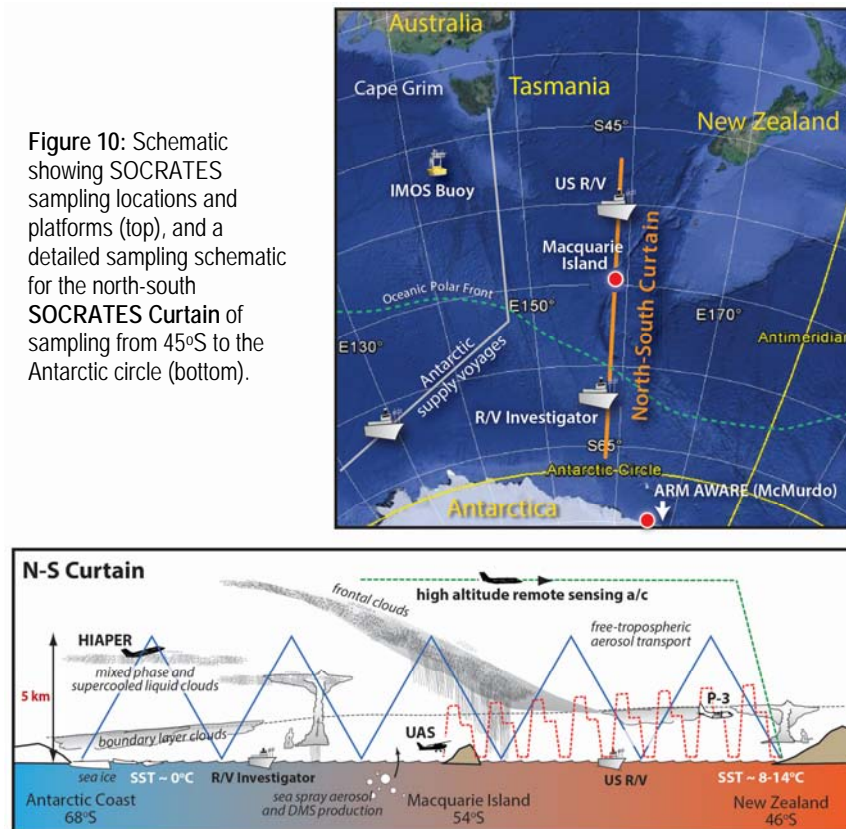 Figure 10: Schematic
showing SOCRATES
sampling locations and
platforms (top), and a
detailed sampling schematic
for the north-south
SOCRATES Curtain of
sampling from 45ºS to the
Antarctic circle (bottom).
Australia
Cape Grim
Tasmania
New Zealand
S45°
US R/V
IMOS Buoy
Macquarie
Island
North-South Curtain
Oceanic Polar Front
E150°
E170°
E130°
Antimeridian
Antarctic
supply voyages
R/V Investigator
S65°
Antarctic Circle
ARM AWARE (McMurdo)
Antarctica
N-S Curtain
frontal clouds
high altitude remote sensing a/c
HIAPER
free-tropospheric
aerosol transport
mixed phase and
supercooled liquid clouds
5 km
P-3
UAS
boundary layer clouds
sea ice
SST ~ 0°C
R/V Investigator
US R/V
SST ~ 8-14°C
sea spray aerosol
and DMS production
Antarctic Coast
68°S
Macquarie Island
54°S
New Zealand
46°S